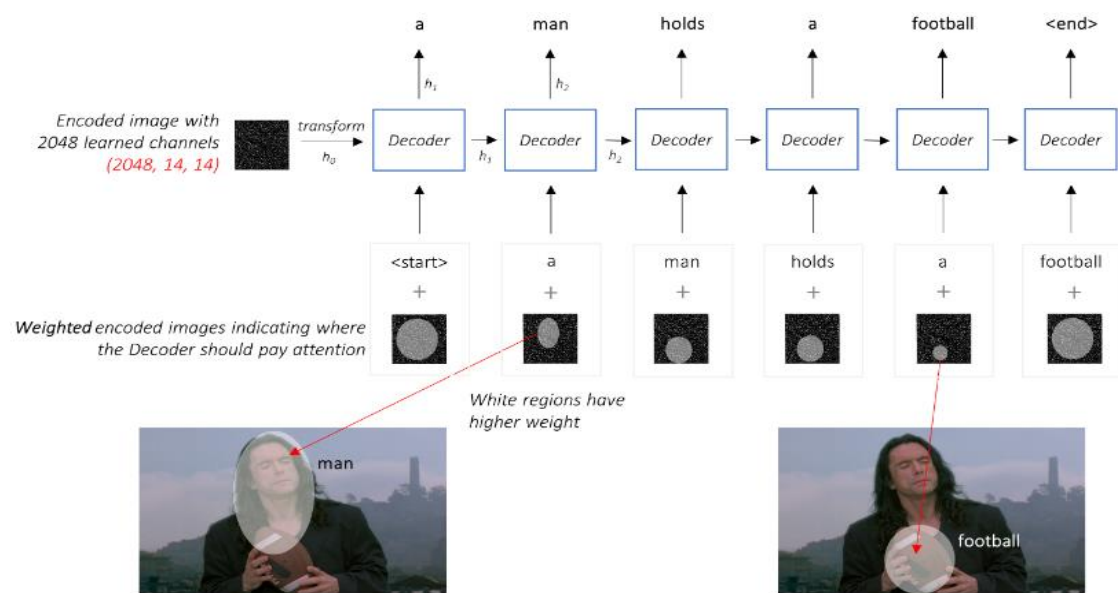 a man holds a football <end>
h₁ h₂
Encoded image with
2048 learned channels
(2048, 14, 14)
transform
h₀
Decoder Decoder Decoder Decoder Decoder Decoder
h₁ h₂
<start> a man holds a football
+ + + + + +
Weighted encoded images indicating where
the Decoder should pay attention
White regions have
higher weight
man
football